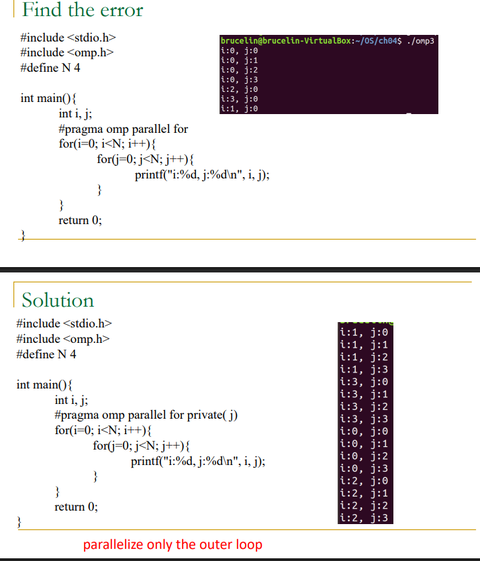 Find the error
#include <stdio.h>
#include <omp.h>
#define N 4
int main(){
int i, j;
#pragma omp parallel for
for(i=0; i<N; i++){
for(j=0; j<N; j++){
printf("i:%d, j:%d\n", i, j);
}
}
return 0;
}
brucelin@brucelin-VirtualBox:~/OS/ch04$ ./omp3
i:0, j:0
i:0, j:1
i:0, j:2
i:0, j:3
i:2, j:0
i:3, j:0
i:1, j:0
Solution
#include <stdio.h>
#include <omp.h>
#define N 4
int main(){
int i, j;
#pragma omp parallel for private( j)
for(i=0; i<N; i++){
for(j=0; j<N; j++){
printf("i:%d, j:%d\n", i, j);
}
}
return 0;
}
i:1, j:0
i:1, j:1
i:1, j:2
i:1, j:3
i:3, j:0
i:3, j:1
i:3, j:2
i:3, j:3
i:0, j:0
i:0, j:1
i:0, j:2
i:0, j:3
i:2, j:0
i:2, j:1
i:2, j:2
i:2, j:3
parallelize only the outer loop